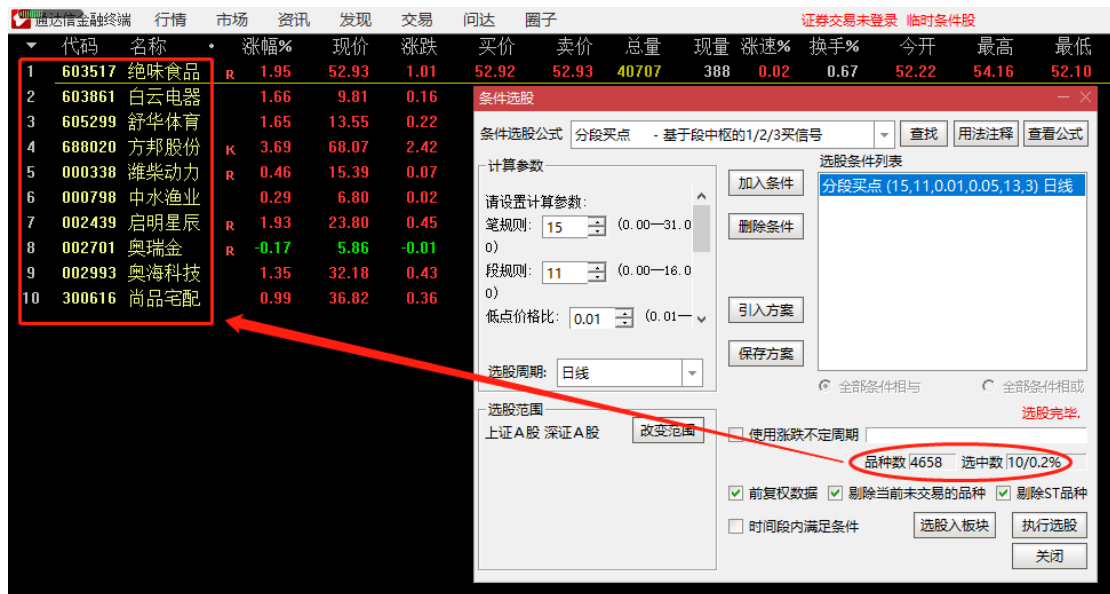 通达信金融终端 行情 市场 资讯 发现 交易 问达 圈子 证券交易未登录 临时条件股
代码 名称 · 涨幅% 现价 涨跌 买价 卖价 总量 现量 涨速% 换手% 今开 最高 最低
1 603517 绝味食品 R 1.95 52.93 1.01 52.92 52.93 40707 388 0.02 0.67 52.22 54.16 52.10
2 603861 白云电器 1.66 9.81 0.16
3 605299 舒华体育 1.65 13.55 0.22
4 688020 方邦股份 K 3.69 68.07 2.42
5 000338 潍柴动力 R 0.46 15.39 0.07
6 000798 中水渔业 0.29 6.80 0.02
7 002439 启明星辰 R 1.93 23.80 0.45
8 002701 奥瑞金 R -0.17 5.86 -0.01
9 002993 奥海科技 1.35 32.18 0.43
10 300616 尚品宅配 0.99 36.82 0.36
条件选股
条件选股公式 分段买点 - 基于段中枢的1/2/3买信号 查找 用法注释 查看公式
计算参数
请设置计算参数:
笔规则: 15 (0.00—31.0
0)
段规则: 11 (0.00—16.0
0)
低点价格比: 0.01 (0.01—
选股周期: 日线
选股范围
上证A股 深证A股 改变范围
加入条件
删除条件
引入方案
保存方案
选股条件列表
分段买点 (15,11,0.01,0.05,13,3) 日线
全部条件相与 全部条件相或
选股完毕.
使用涨跌不定周期
品种数 4658 选中数 10/0.2%
前复权数据 剔除当前未交易的品种 剔除ST品种
时间段内满足条件 选股入板块 执行选股
关闭